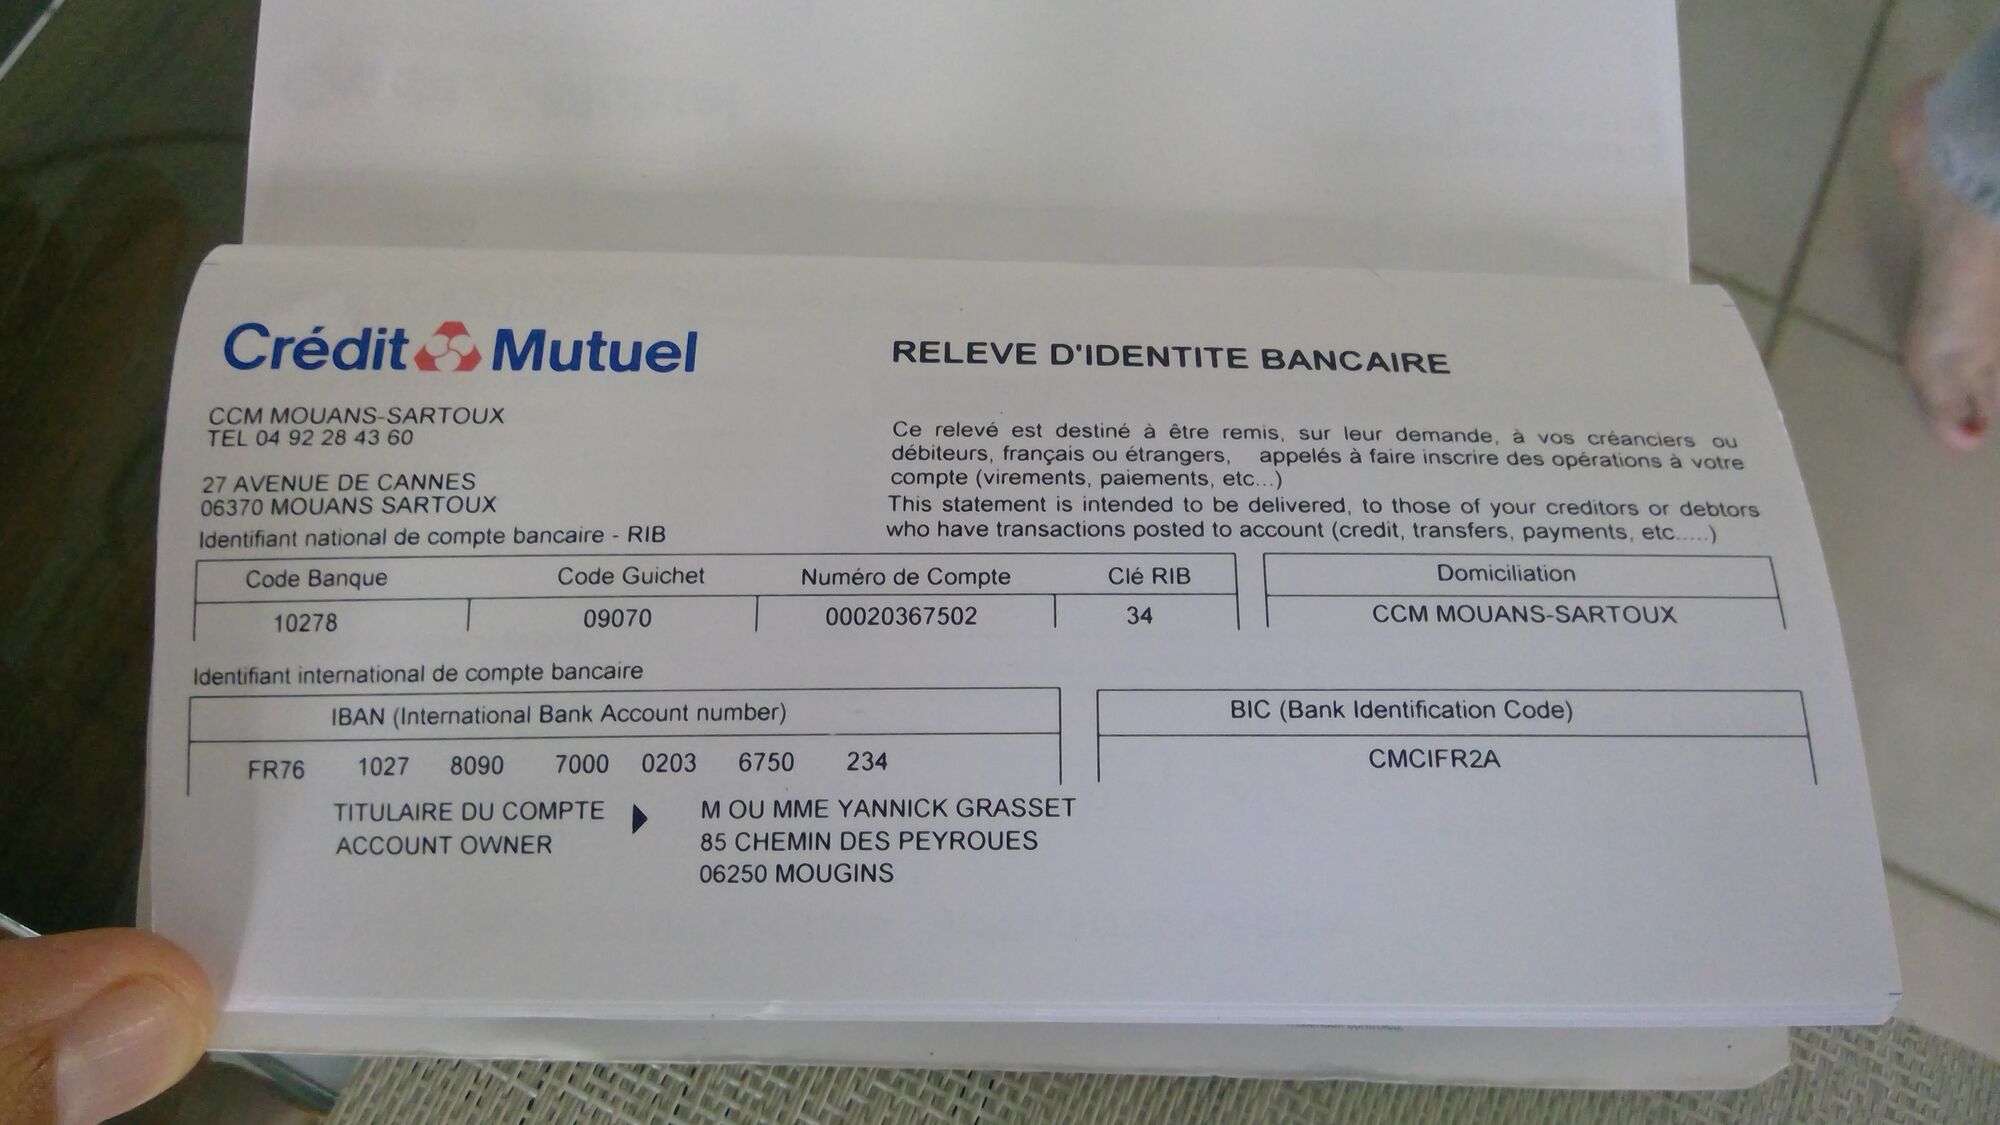 Crédit Mutuel
RELEVE D'IDENTITE BANCAIRE
CCM MOUANS-SARTOUX
TEL 04 92 28 43 60
27 AVENUE DE CANNES
06370 MOUANS SARTOUX
Ce relevé est destiné à être remis, sur leur demande, à vos créanciers ou
débiteurs, français ou étrangers, appelés à faire inscrire des opérations à votre
compte (virements, paiements, etc...)
This statement is intended to be delivered, to those of your creditors or debtors
who have transactions posted to account (credit, transfers, payments, etc.....)
Identifiant national de compte bancaire - RIB
Code Banque Code Guichet Numéro de Compte Clé RIB Domiciliation
10278 09070 00020367502 34 CCM MOUANS-SARTOUX
Identifiant international de compte bancaire
IBAN (International Bank Account number) BIC (Bank Identification Code)
FR76 1027 8090 7000 0203 6750 234 CMCIFR2A
TITULAIRE DU COMPTE M OU MME YANNICK GRASSET
ACCOUNT OWNER 85 CHEMIN DES PEYROUES
06250 MOUGINS